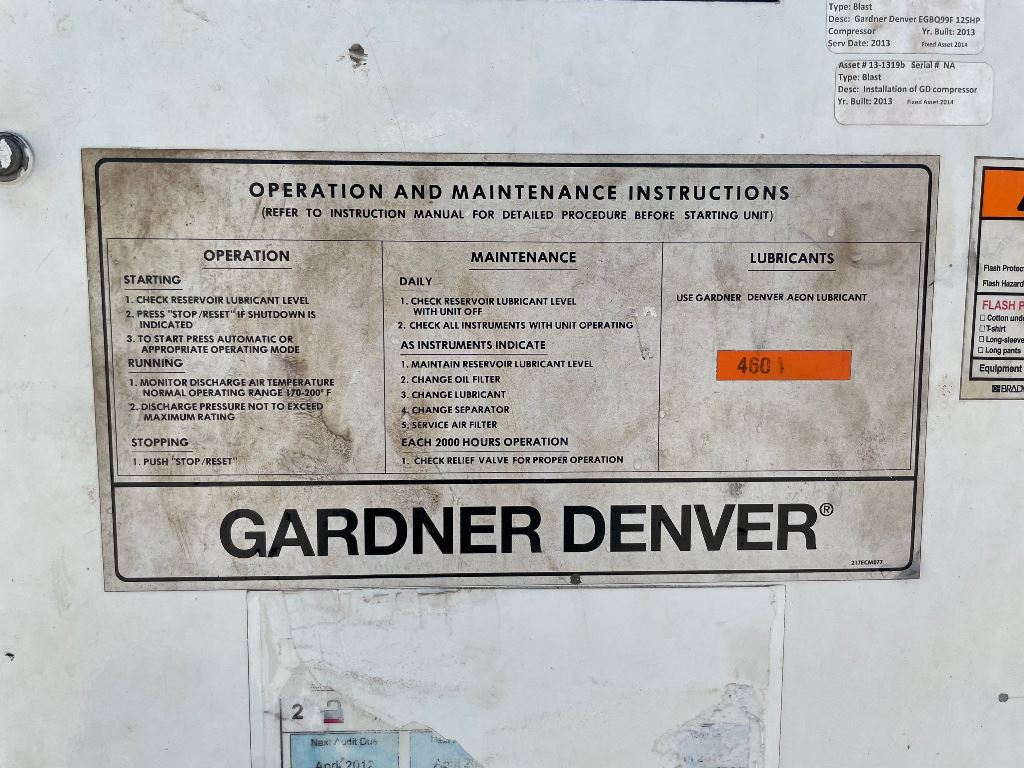 Type: Blast
Desc: Gardner Denver EGBQ99F 125HP
Compressor Yr. Built: 2013
Serv Date: 2013 Fixed Asset 2014
Asset # 13-1319b Serial # NA
Type: Blast
Desc: Installation of GD compressor
Yr. Built: 2013 Fixed Asset 2014
OPERATION AND MAINTENANCE INSTRUCTIONS
(REFER TO INSTRUCTION MANUAL FOR DETAILED PROCEDURE BEFORE STARTING UNIT)
OPERATION
STARTING
1. CHECK RESERVOIR LUBRICANT LEVEL
2. PRESS "STOP/RESET" IF SHUTDOWN IS
INDICATED
3. TO START PRESS AUTOMATIC OR
APPROPRIATE OPERATING MODE
RUNNING
1. MONITOR DISCHARGE AIR TEMPERATURE
NORMAL OPERATING RANGE 170-200° F
2. DISCHARGE PRESSURE NOT TO EXCEED
MAXIMUM RATING
STOPPING
1. PUSH "STOP/RESET"
MAINTENANCE
DAILY
1. CHECK RESERVOIR LUBRICANT LEVEL
WITH UNIT OFF
2. CHECK ALL INSTRUMENTS WITH UNIT OPERATING
AS INSTRUMENTS INDICATE
1. MAINTAIN RESERVOIR LUBRICANT LEVEL
2. CHANGE OIL FILTER
3. CHANGE LUBRICANT
4. CHANGE SEPARATOR
5. SERVICE AIR FILTER
EACH 2000 HOURS OPERATION
1. CHECK RELIEF VALVE FOR PROPER OPERATION
LUBRICANTS
USE GARDNER DENVER AEON LUBRICANT
460
GARDNER DENVER®
217ECM077
Flash Protec
Flash Hazard
FLASH P
Cotton und
T-shirt
Long-sleeve
Long pants
Equipment
BRADY
2
Next Audit Due
April 2012